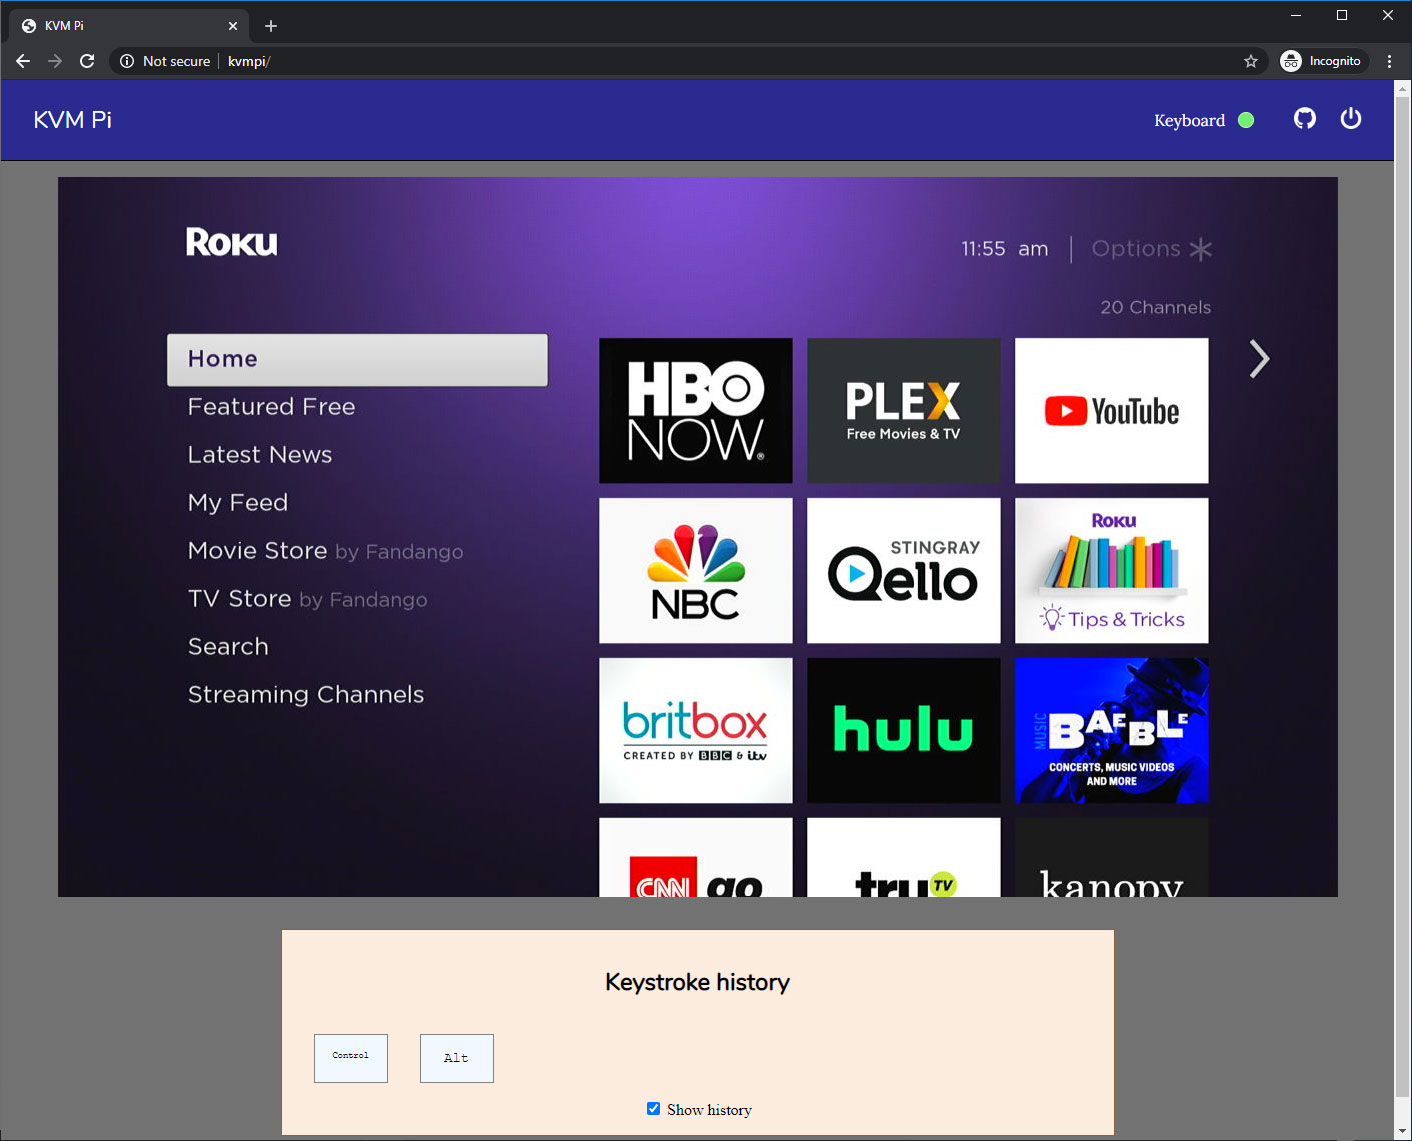 KVM Pi
Not secure
kvmpi/
Incognito
KVM Pi
Keyboard
Roku
11:55 am
Options
20 Channels
Home
Featured Free
Latest News
My Feed
Movie Store by Fandango
TV Store by Fandango
Search
Streaming Channels
HBO
NOW®
PLEX
Free Movies & TV
YouTube
NBC
STINGRAY
Qello
Roku
Tips & Tricks
britbox
CREATED BY BBC & itv
hulu
MUSIC
BAEBLE
CONCERTS, MUSIC VIDEOS
AND MORE
CNN go
tru TV
kanopy
Keystroke history
Control
Alt
Show history